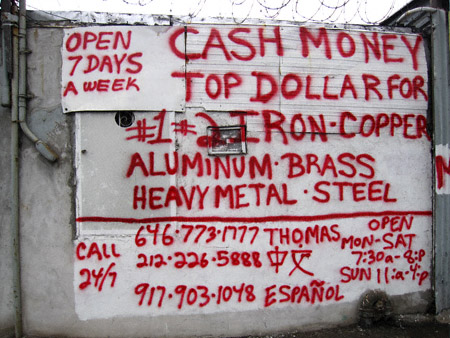 OPEN
7 DAYS
A WEEK
CASH MONEY
TOP DOLLAR FOR
#1 #2 IRON · COPPER
ALUMINUM · BRASS
HEAVY METAL · STEEL
CALL
24/7
646·773·1777 THOMAS
212·226·5888 中文
917·903·1048 ESPAÑOL
OPEN
MON-SAT
7:30a-8:p
SUN 11:a-4:p